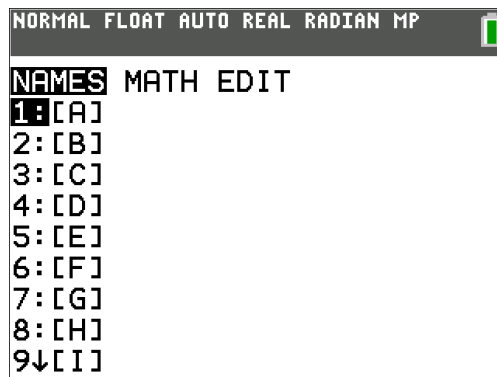 NORMAL FLOAT AUTO REAL RADIAN MP
NAMES MATH EDIT
1:[A]
2:[B]
3:[C]
4:[D]
5:[E]
6:[F]
7:[G]
8:[H]
9↓[I]